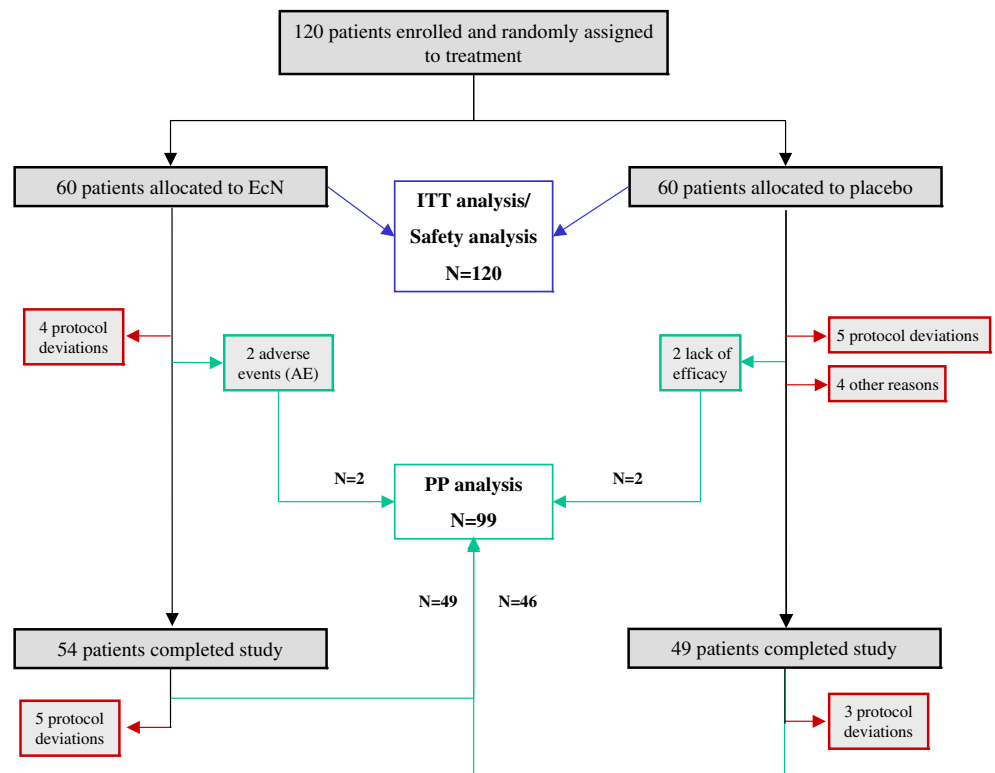 120 patients enrolled and randomly assigned
to treatment
60 patients allocated to EcN
ITT analysis/
Safety analysis
N=120
60 patients allocated to placebo
4 protocol
deviations
2 adverse
events (AE)
2 lack of
efficacy
5 protocol deviations
4 other reasons
N=2
PP analysis
N=99
N=2
N=49
N=46
54 patients completed study
49 patients completed study
5 protocol
deviations
3 protocol
deviations